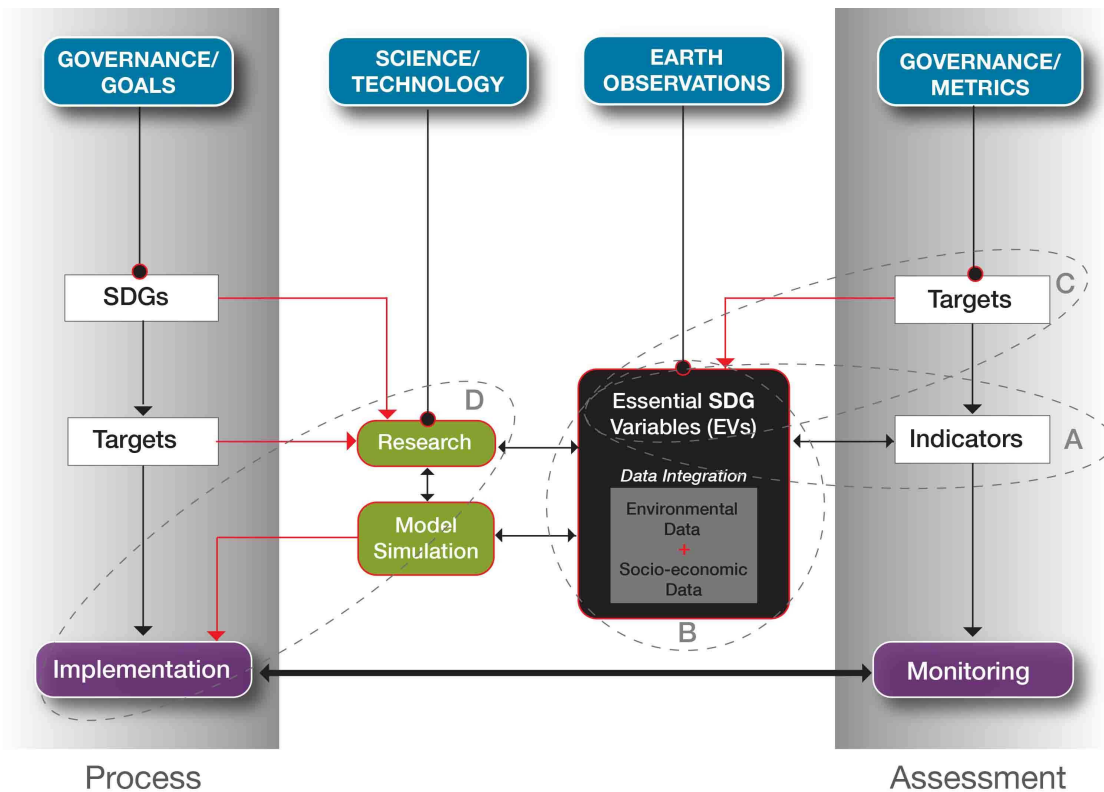 GOVERNANCE/
GOALS
SCIENCE/
TECHNOLOGY
EARTH
OBSERVATIONS
GOVERNANCE/
METRICS
SDGs
Targets
C
D
Essential SDG
Variables (EVs)
Targets
Research
Indicators
A
Data Integration
Environmental
Data
+
Socio-economic
Data
Model
Simulation
B
Implementation
Monitoring
Process
Assessment